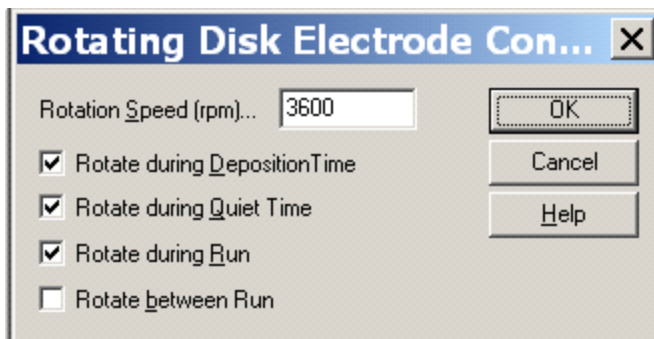 Rotating Disk Electrode Con...
Rotation Speed (rpm)... 3600
OK
Rotate during DepositionTime
Cancel
Rotate during Quiet Time
Help
Rotate during Run
Rotate between Run